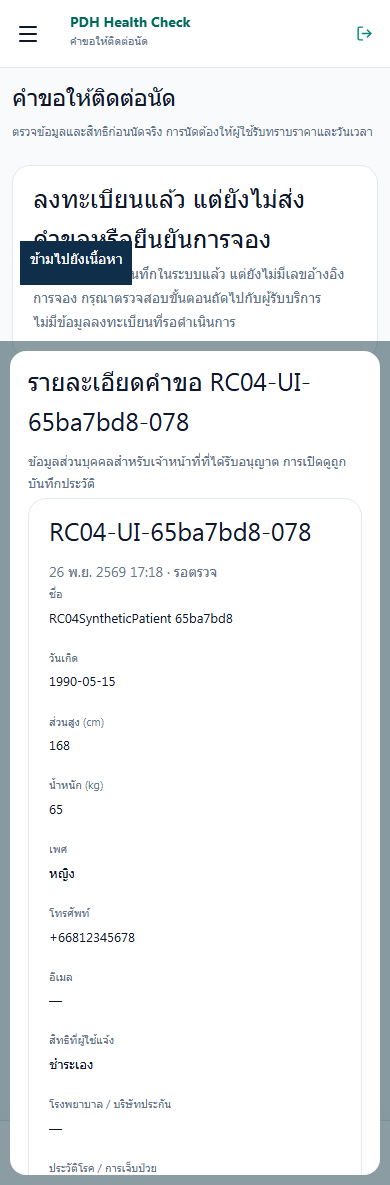 PDH Health Check
คำขอให้ติดต่อนัด
คำขอให้ติดต่อนัด
ตรวจข้อมูลและสิทธิก่อนนัดจริง การนัดต้องให้ผู้ใช้รับทราบราคาและวันเวลา
ลงทะเบียนแล้ว แต่ยังไม่ส่ง
คำขอหรือยืนยันการจอง
ข้ามไปยังเนื้อหา
นทึกในระบบแล้ว แต่ยังไม่มีเลขอ้างอิง
การจอง กรุณาตรวจสอบขั้นตอนถัดไปกับผู้รับบริการ
ไม่มีข้อมูลลงทะเบียนที่รอดำเนินการ
รายละเอียดคำขอ RC04-UI-
65ba7bd8-078
ข้อมูลส่วนบุคคลสำหรับเจ้าหน้าที่ที่ได้รับอนุญาต การเปิดดูถูก
บันทึกประวัติ
RC04-UI-65ba7bd8-078
26 พ.ย. 2569 17:18 · รอตรวจ
ชื่อ
RC04SyntheticPatient 65ba7bd8
วันเกิด
1990-05-15
ส่วนสูง (cm)
168
น้ำหนัก (kg)
65
เพศ
หญิง
โทรศัพท์
+66812345678
อีเมล
—
สิทธิที่ผู้ใช้แจ้ง
ชำระเอง
โรงพยาบาล / บริษัทประกัน
—
ประวัติโรค / การเจ็บป่วย